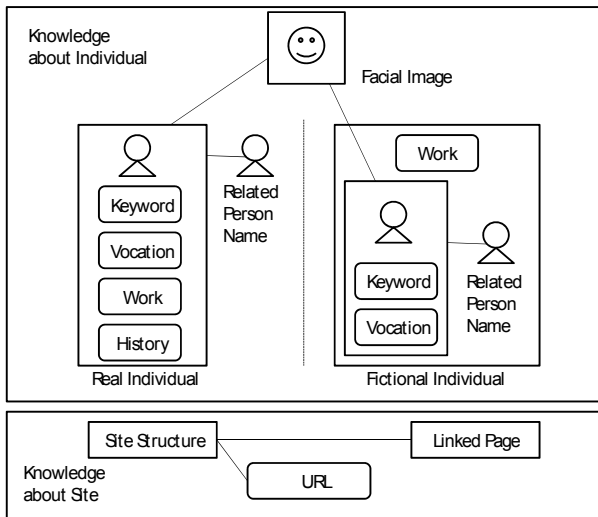 Knowledge
about Individual
Facial Image
Keyword
Vocation
Work
History
Related
Person
Name
Real Individual
Work
Keyword
Vocation
Related
Person
Name
Fictional Individual
Site Structure
Linked Page
URL
Knowledge
about Site